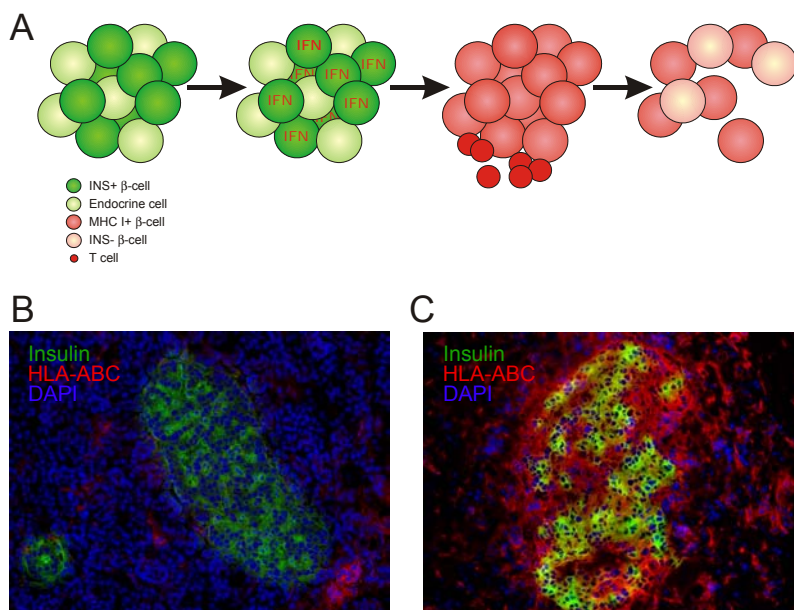 A
IFN
IFN
IFN
IFN
IFN
IFN
IFN
IFN
INS+ β-cell
Endocrine cell
MHC I+ β-cell
INS- β-cell
T cell
B
Insulin
HLA-ABC
DAPI
C
Insulin
HLA-ABC
DAPI